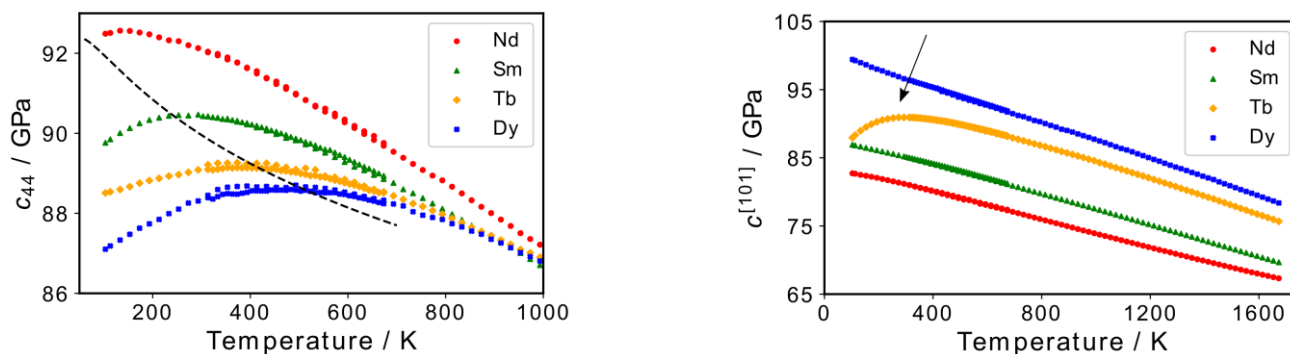 c44 / GPa
92
90
88
86
200
400
600
800
1000
Temperature / K
Nd
Sm
Tb
Dy
c[101] / GPa
105
95
85
75
65
0
400
800
1200
1600
Temperature / K
Nd
Sm
Tb
Dy